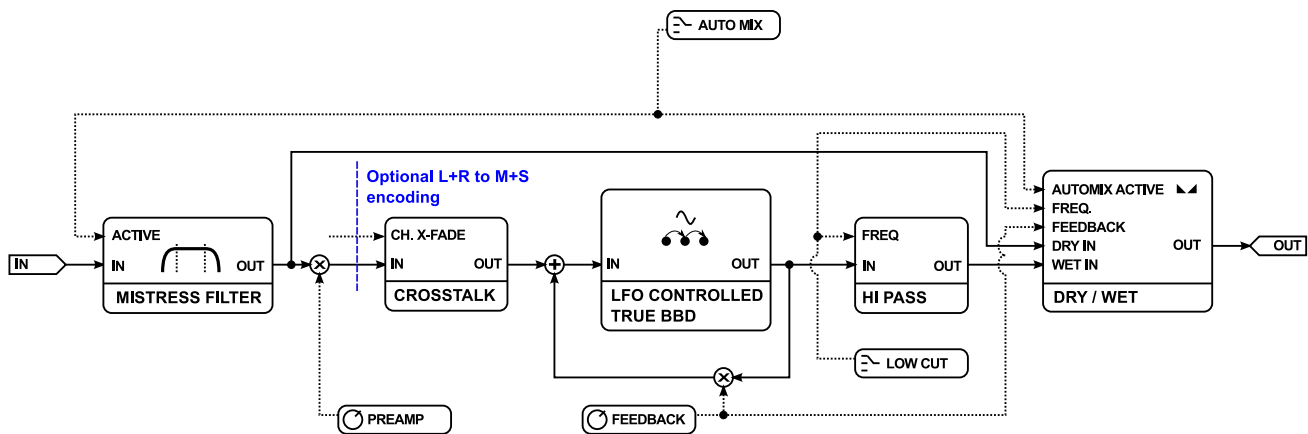 AUTO MIX
Optional L+R to M+S
encoding
IN
ACTIVE
IN
OUT
MISTRESS FILTER
CH. X-FADE
IN
OUT
CROSSTALK
IN
OUT
LFO CONTROLLED
TRUE BBD
FREQ
IN
OUT
HI PASS
AUTOMIX ACTIVE
FREQ.
FEEDBACK
DRY IN
WET IN
OUT
DRY / WET
OUT
LOW CUT
PREAMP
FEEDBACK